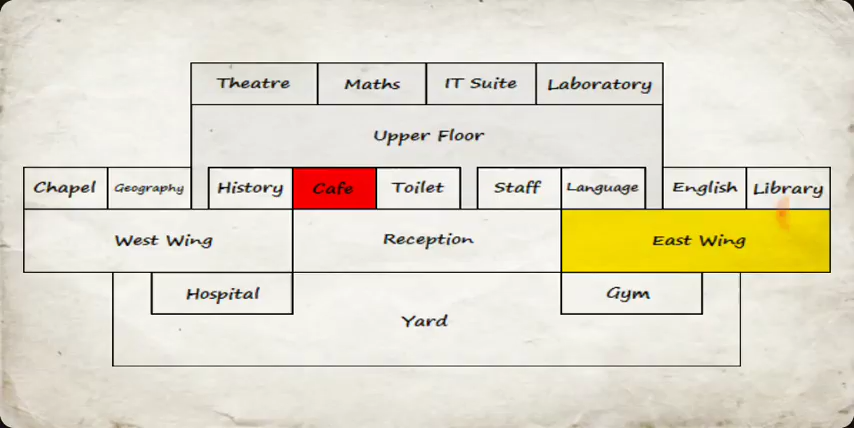 Theatre
Maths
IT Suite
Laboratory
Upper Floor
Chapel
Geography
History
Cafe
Toilet
Staff
Language
English
Library
West Wing
Reception
East Wing
Hospital
Gym
Yard